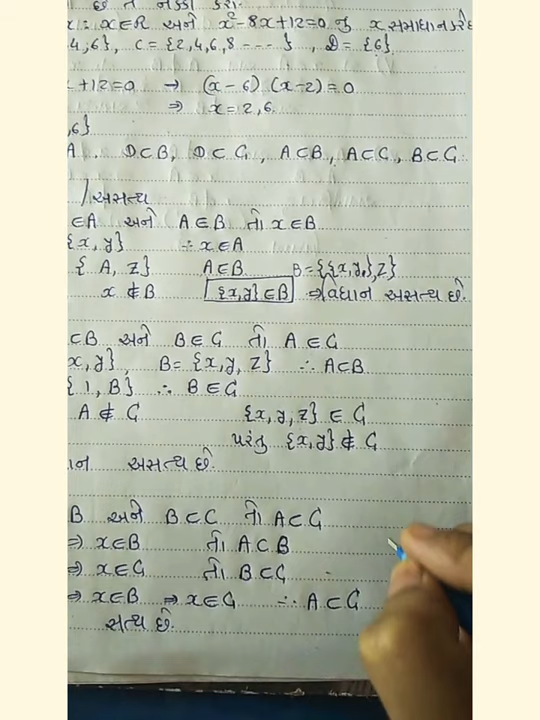 છે તે નક્કી કરો.
x : x∈R અને x²-8x+12=0 નું x સમાધાન કરે
4,6}, C = {2,4,6,8 --- }, D = {6}
x+12=0 → (x-6) (x-2)=0
⇒ x=2,6.
,6}
A. D⊂B, D⊂C, A⊂B, A⊂C, B⊂C
/અસત્ય
∈A અને A∈B તો x∈B
{x,y} ∴ x∈A
{A,Z} A∈B B={{x,y},Z}
x∉B {x,y}∈B ⇒વિધાન અસત્ય છે.
⊂B અને B∈C તો A∈C
x,y}, B={x,y,Z} ∴ A⊂B
{1,B} ∴ B∈C
A∉C {x,y,z}∈C
પરંતુ {x,y}∉C
ાન અસત્ય છે.
B અને B⊂C તો A⊂C
⇒ x∈B તો A⊂B
⇒ x∈C તો B⊂C
⇒ x∈B ⇒ x∈C ∴ A⊂C
સત્ય છે.